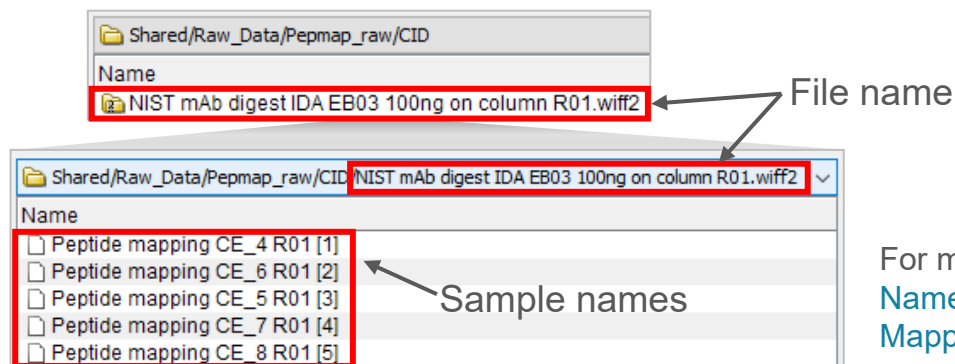 Shared/Raw_Data/Pepmap_raw/CID
Name
NIST mAb digest IDA EB03 100ng on column R01.wiff2
File name
Shared/Raw_Data/Pepmap_raw/CID/NIST mAb digest IDA EB03 100ng on column R01.wiff2
Name
Peptide mapping CE_4 R01 [1]
Peptide mapping CE_6 R01 [2]
Peptide mapping CE_5 R01 [3]
Peptide mapping CE_7 R01 [4]
Peptide mapping CE_8 R01 [5]
Sample names
For m
Name
Mapp